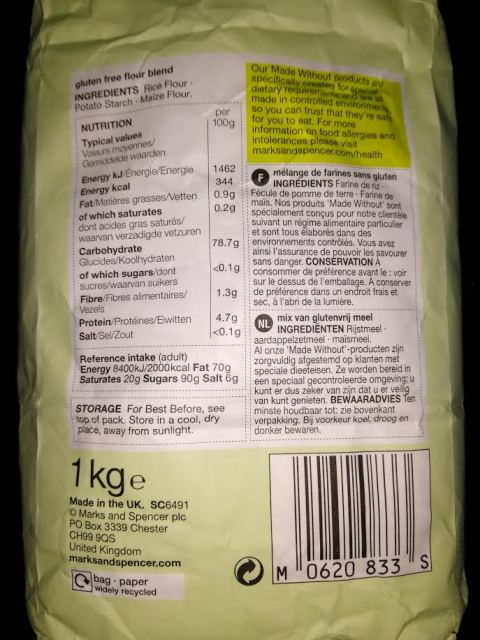 gluten free flour blend
INGREDIENTS Rice Flour ·
Potato Starch · Maize Flour.
NUTRITION
Typical values
Valeurs moyennes/
Gemiddelde waarden
per
100g
Energy kJ/Énergie/Energie 1462
Energy kcal 344
Fat/Matières grasses/Vetten 0.9g
of which saturates 0.2g
dont acides gras saturés/
waarvan verzadigde vetzuren
Carbohydrate 78.7g
Glucides/Koolhydraten
of which sugars/dont <0.1g
sucres/waarvan suikers
Fibre/Fibres alimentaires/ 1.3g
Vezels
Protein/Protéines/Eiwitten 4.7g
Salt/Sel/Zout <0.1g
Reference intake (adult)
Energy 8400kJ/2000kcal Fat 70g
Saturates 20g Sugars 90g Salt 6g
STORAGE For Best Before, see
top of pack. Store in a cool, dry
place, away from sunlight.
Our Made Without products are
specifically created for special
dietary requirements and are all
made in controlled environments
so you can trust that they're safe
for you to eat. For more
information on food allergies and
intolerances please visit
marksandspencer.com/health
F mélange de farines sans gluten
INGRÉDIENTS Farine de riz ·
Fécule de pomme de terre · Farine de
maïs. Nos produits 'Made Without' sont
spécialement conçus pour notre clientèle
suivant un régime alimentaire particulier
et sont tous élaborés dans des
environnements contrôlés. Vous avez
ainsi l'assurance de pouvoir les savourer
sans danger. CONSERVATION À
consommer de préférence avant le : voir
sur le dessus de l'emballage. À conserver
de préférence dans un endroit frais et
sec, à l'abri de la lumière.
NL mix van glutenvrij meel
INGREDIËNTEN Rijstmeel ·
aardappelzetmeel · maïsmeel.
Al onze 'Made Without'-producten zijn
zorgvuldig afgestemd op klanten met
speciale dieeteisen. Ze worden bereid in
een speciaal gecontroleerde omgeving; u
kunt er dus zeker van zijn dat u er veilig
van kunt genieten. BEWAARADVIES Ten
minste houdbaar tot: zie bovenkant
verpakking. Bij voorkeur koel, droog en
donker bewaren.
1kg e
Made in the UK. SC6491
© Marks and Spencer plc
PO Box 3339 Chester
CH99 9QS
United Kingdom
marksandspencer.com
bag · paper
widely recycled
M 0620 833 S